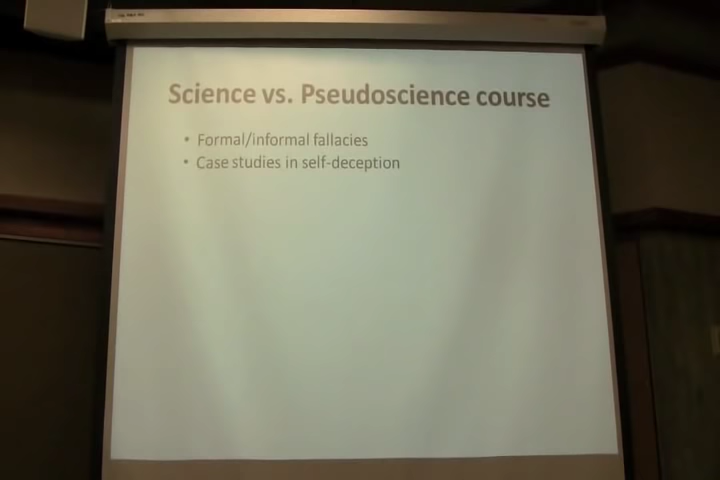 Science vs. Pseudoscience course
• Formal/informal fallacies
• Case studies in self-deception